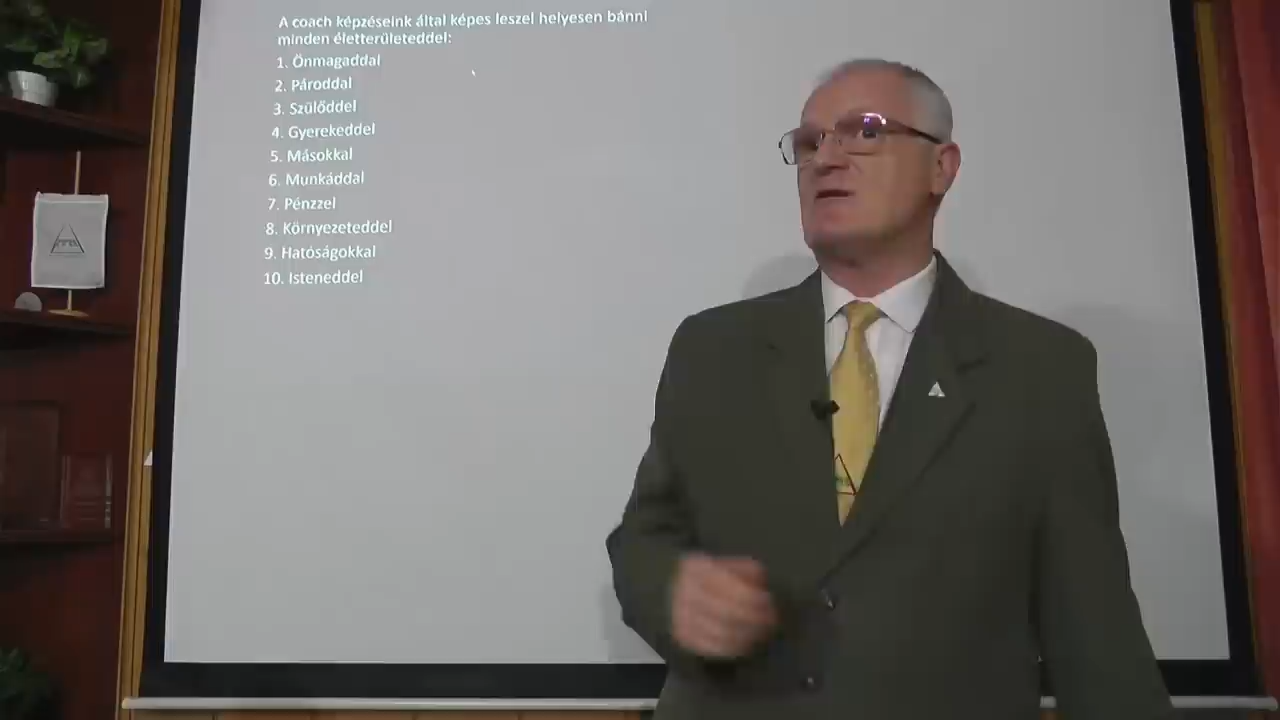 A coach képzéseink által képes leszel helyesen bánni
minden életterületeddel:
1. Önmagaddal
2. Pároddal
3. Szülőddel
4. Gyerekeddel
5. Másokkal
6. Munkáddal
7. Pénzzel
8. Környezeteddel
9. Hatóságokkal
10. Isteneddel